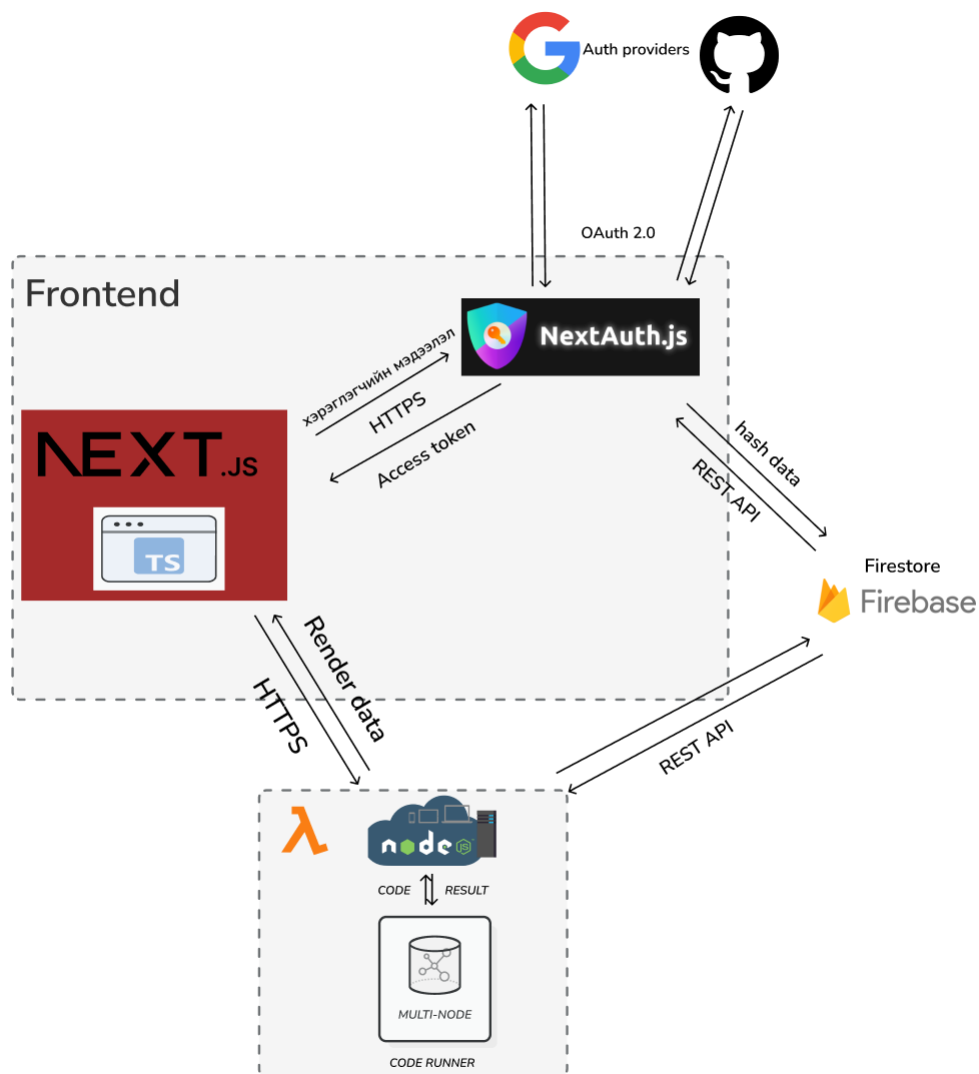 Auth providers
OAuth 2.0
Frontend
NextAuth.js
хэрэглэгчийн мэдээлэл
HTTPS
Access token
NEXT.JS
TS
hash data
REST API
Firestore
Firebase
Render data
HTTPS
REST API
node JS
CODE
RESULT
MULTI-NODE
CODE RUNNER